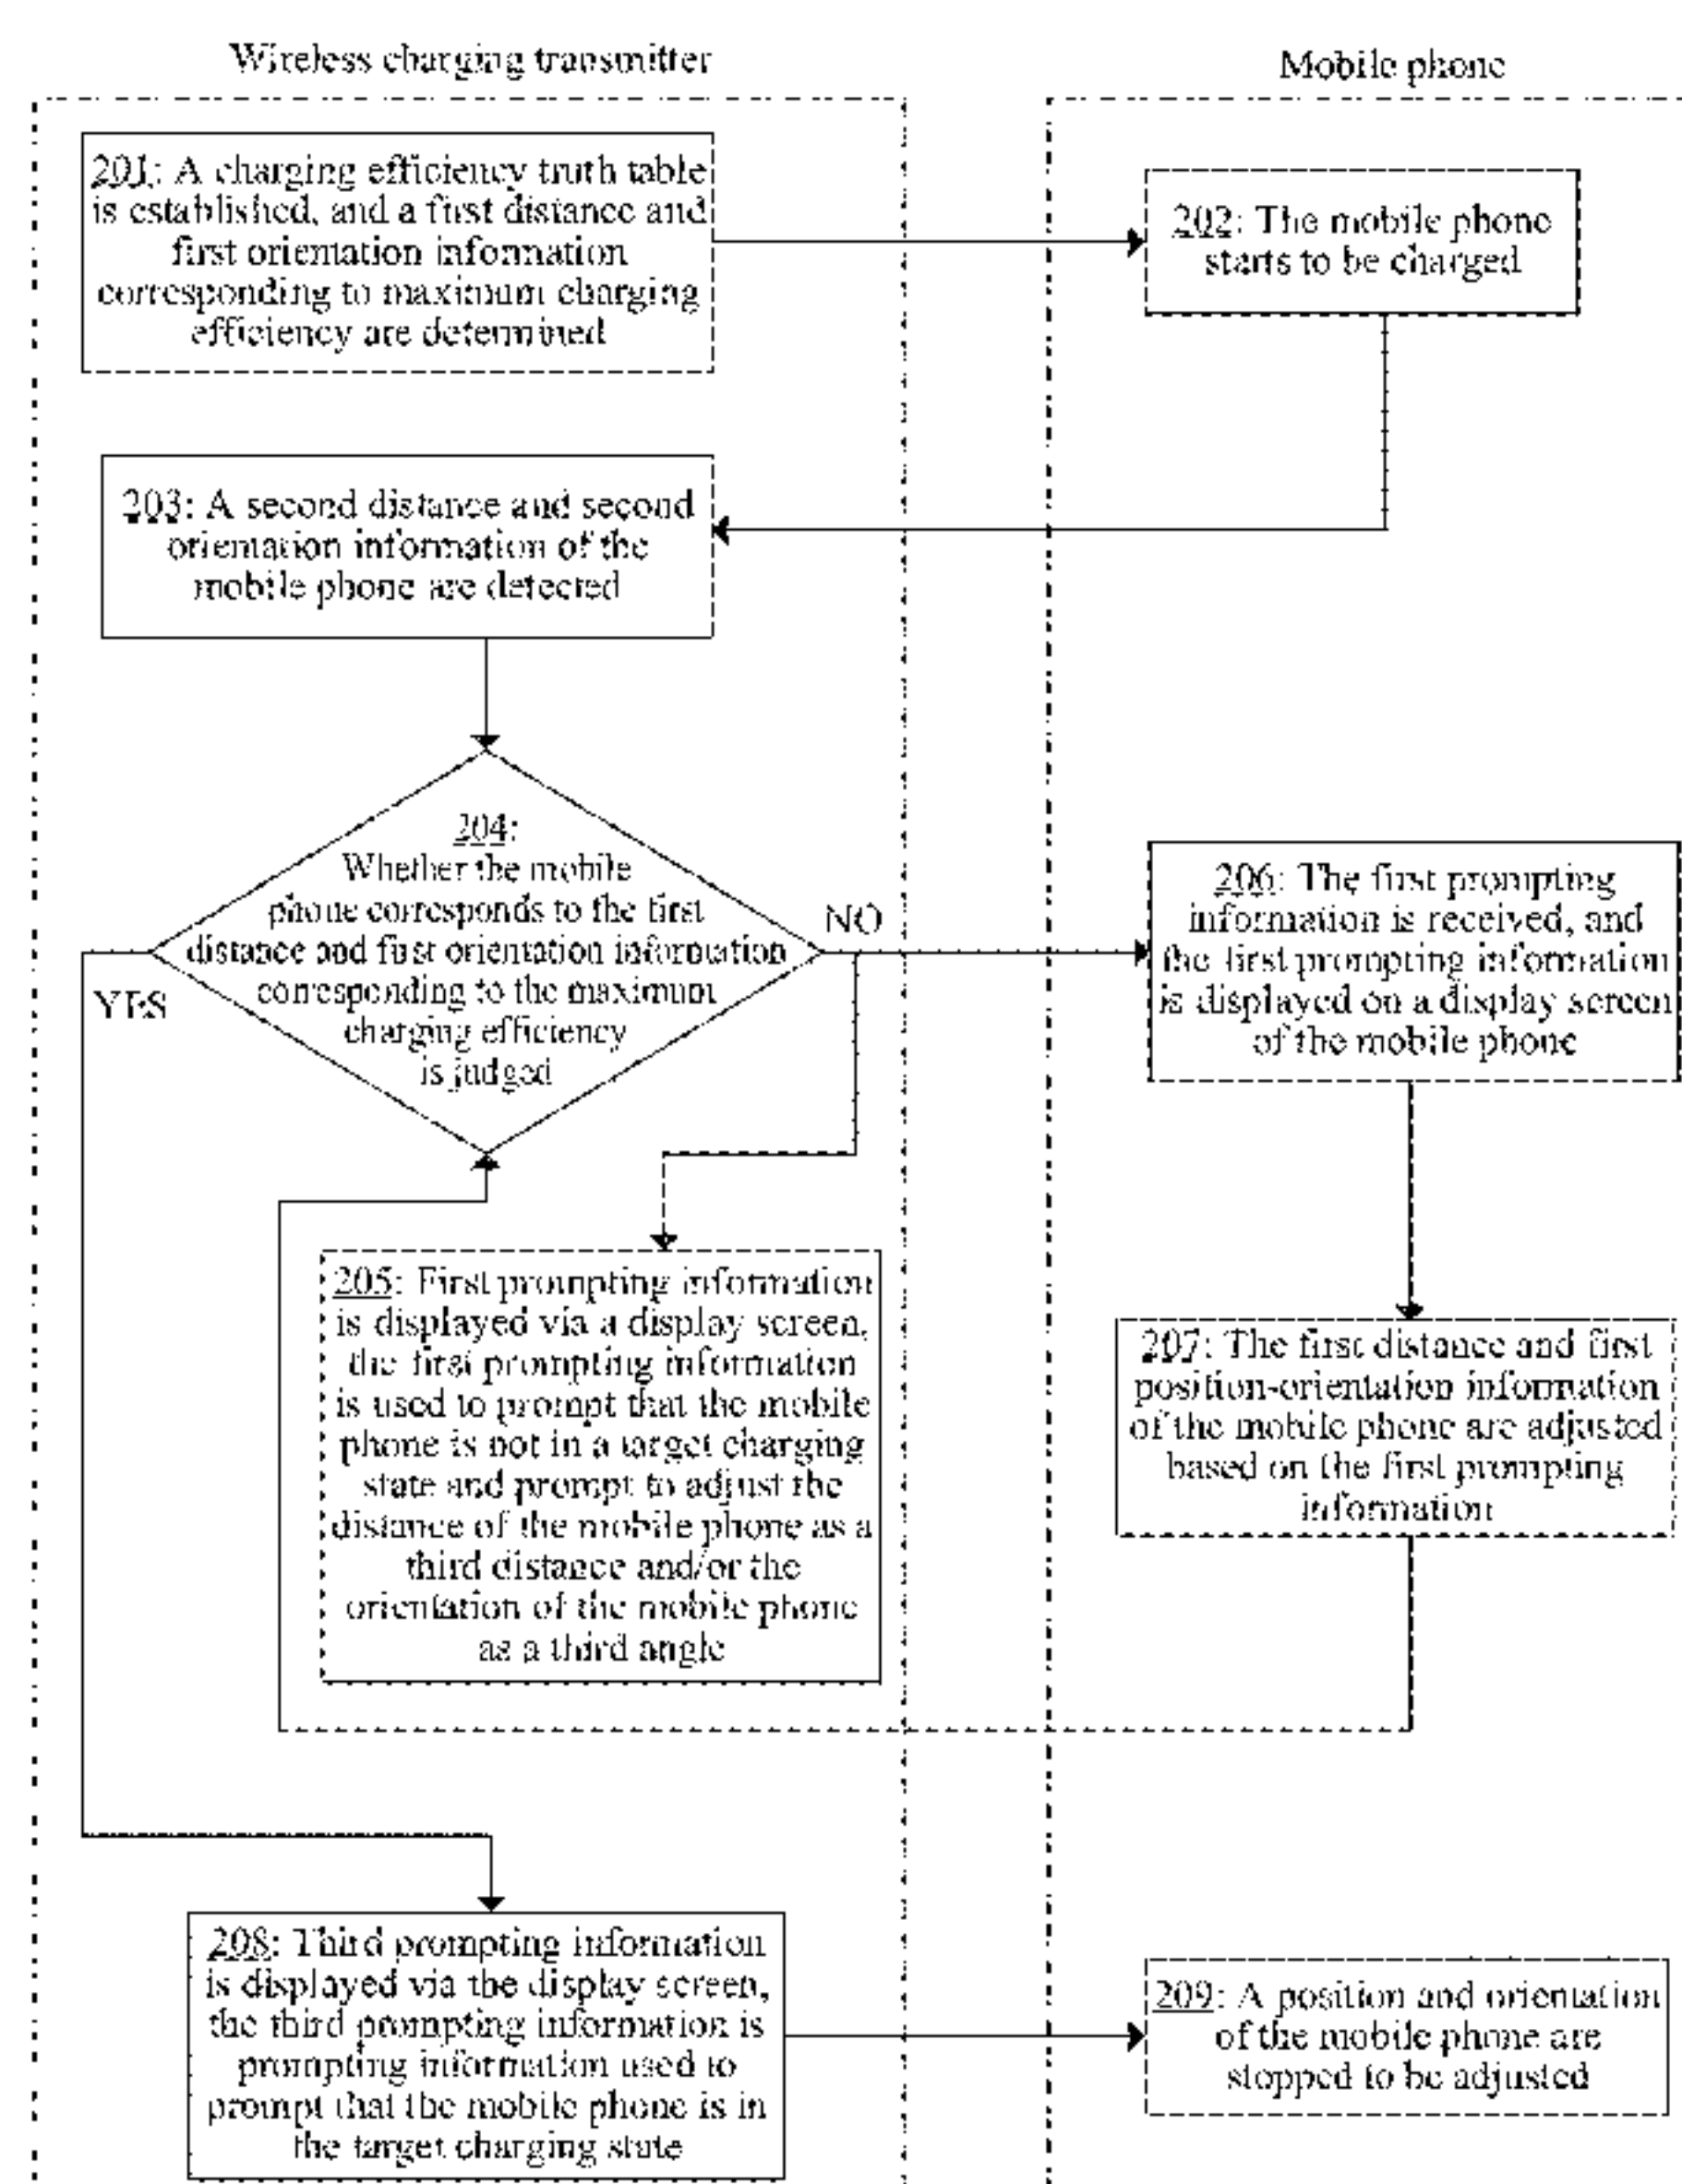 Wireless charging transmitter
Mobile phone
201: A charging efficiency truth table
is established, and a first distance and
first orientation information
corresponding to maximum charging
efficiency are determined
202: The mobile phone
starts to be charged
203: A second distance and second
orientation information of the
mobile phone are detected
204:
Whether the mobile
phone corresponds to the first
distance and first orientation information
corresponding to the maximum
charging efficiency
is judged
NO
YES
206: The first prompting
information is received, and
the first prompting information
is displayed on a display screen
of the mobile phone
205: First prompting information
is displayed via a display screen,
the first prompting information
is used to prompt that the mobile
phone is not in a target charging
state and prompt to adjust the
distance of the mobile phone as a
third distance and/or the
orientation of the mobile phone
as a third angle
207: The first distance and first
position-orientation information
of the mobile phone are adjusted
based on the first prompting
information
208: Third prompting information
is displayed via the display screen,
the third prompting information is
prompting information used to
prompt that the mobile phone is in
the target charging state
209: A position and orientation
of the mobile phone are
stopped to be adjusted